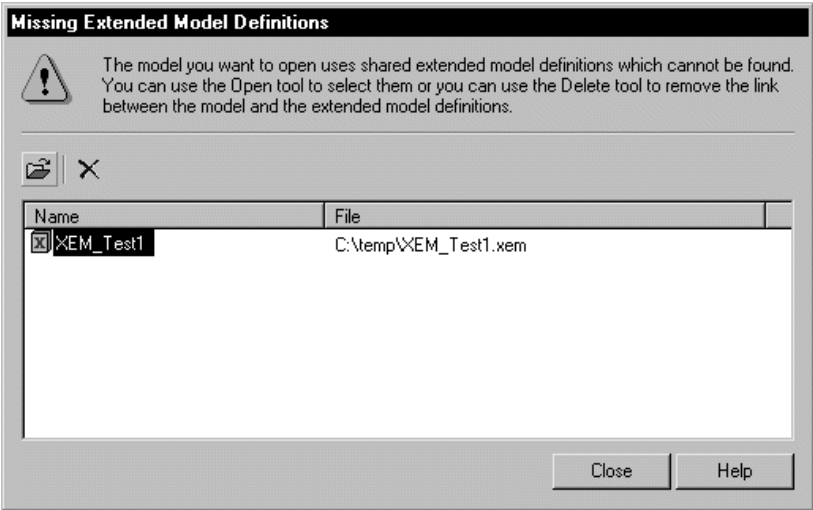 Missing Extended Model Definitions
The model you want to open uses shared extended model definitions which cannot be found.
You can use the Open tool to select them or you can use the Delete tool to remove the link
between the model and the extended model definitions.
Name File
XEM_Test1 C:\temp\XEM_Test1.xem
Close Help